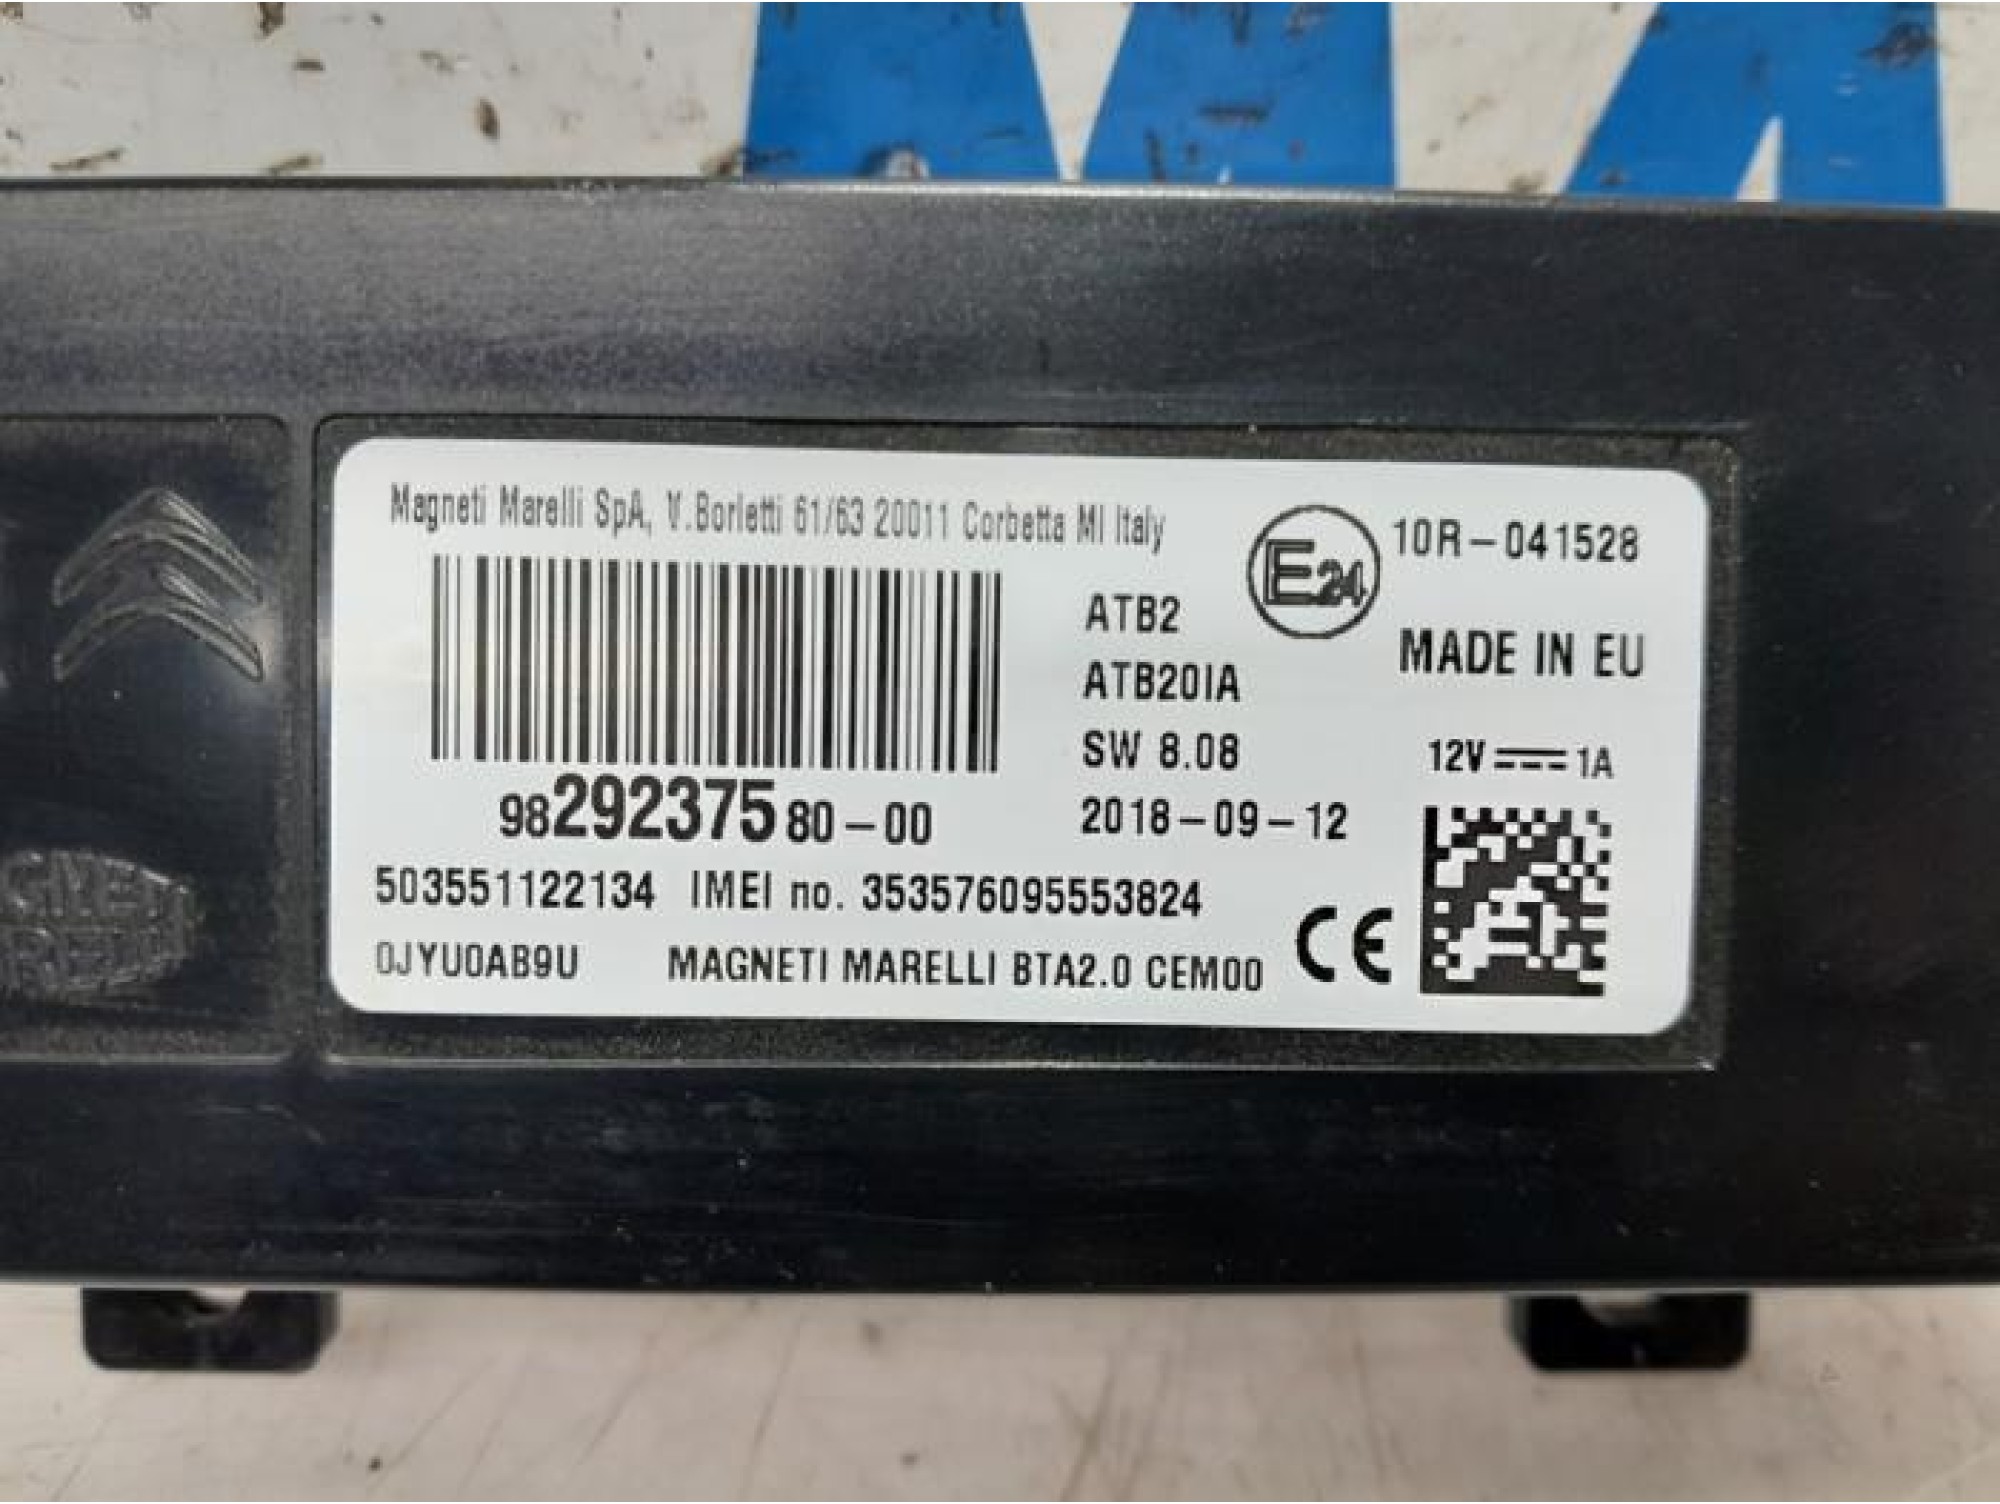 Magneti Marelli SpA, V.Borletti 61/63 20011 Corbetta MI Italy
E24
10R-041528
ATB2
ATB20IA
MADE IN EU
SW 8.08
12V 1A
9829237580-00
2018-09-12
503551122134 IMEI no. 353576095553824
0JYU0AB9U MAGNETI MARELLI BTA2.0 CEM00
CE